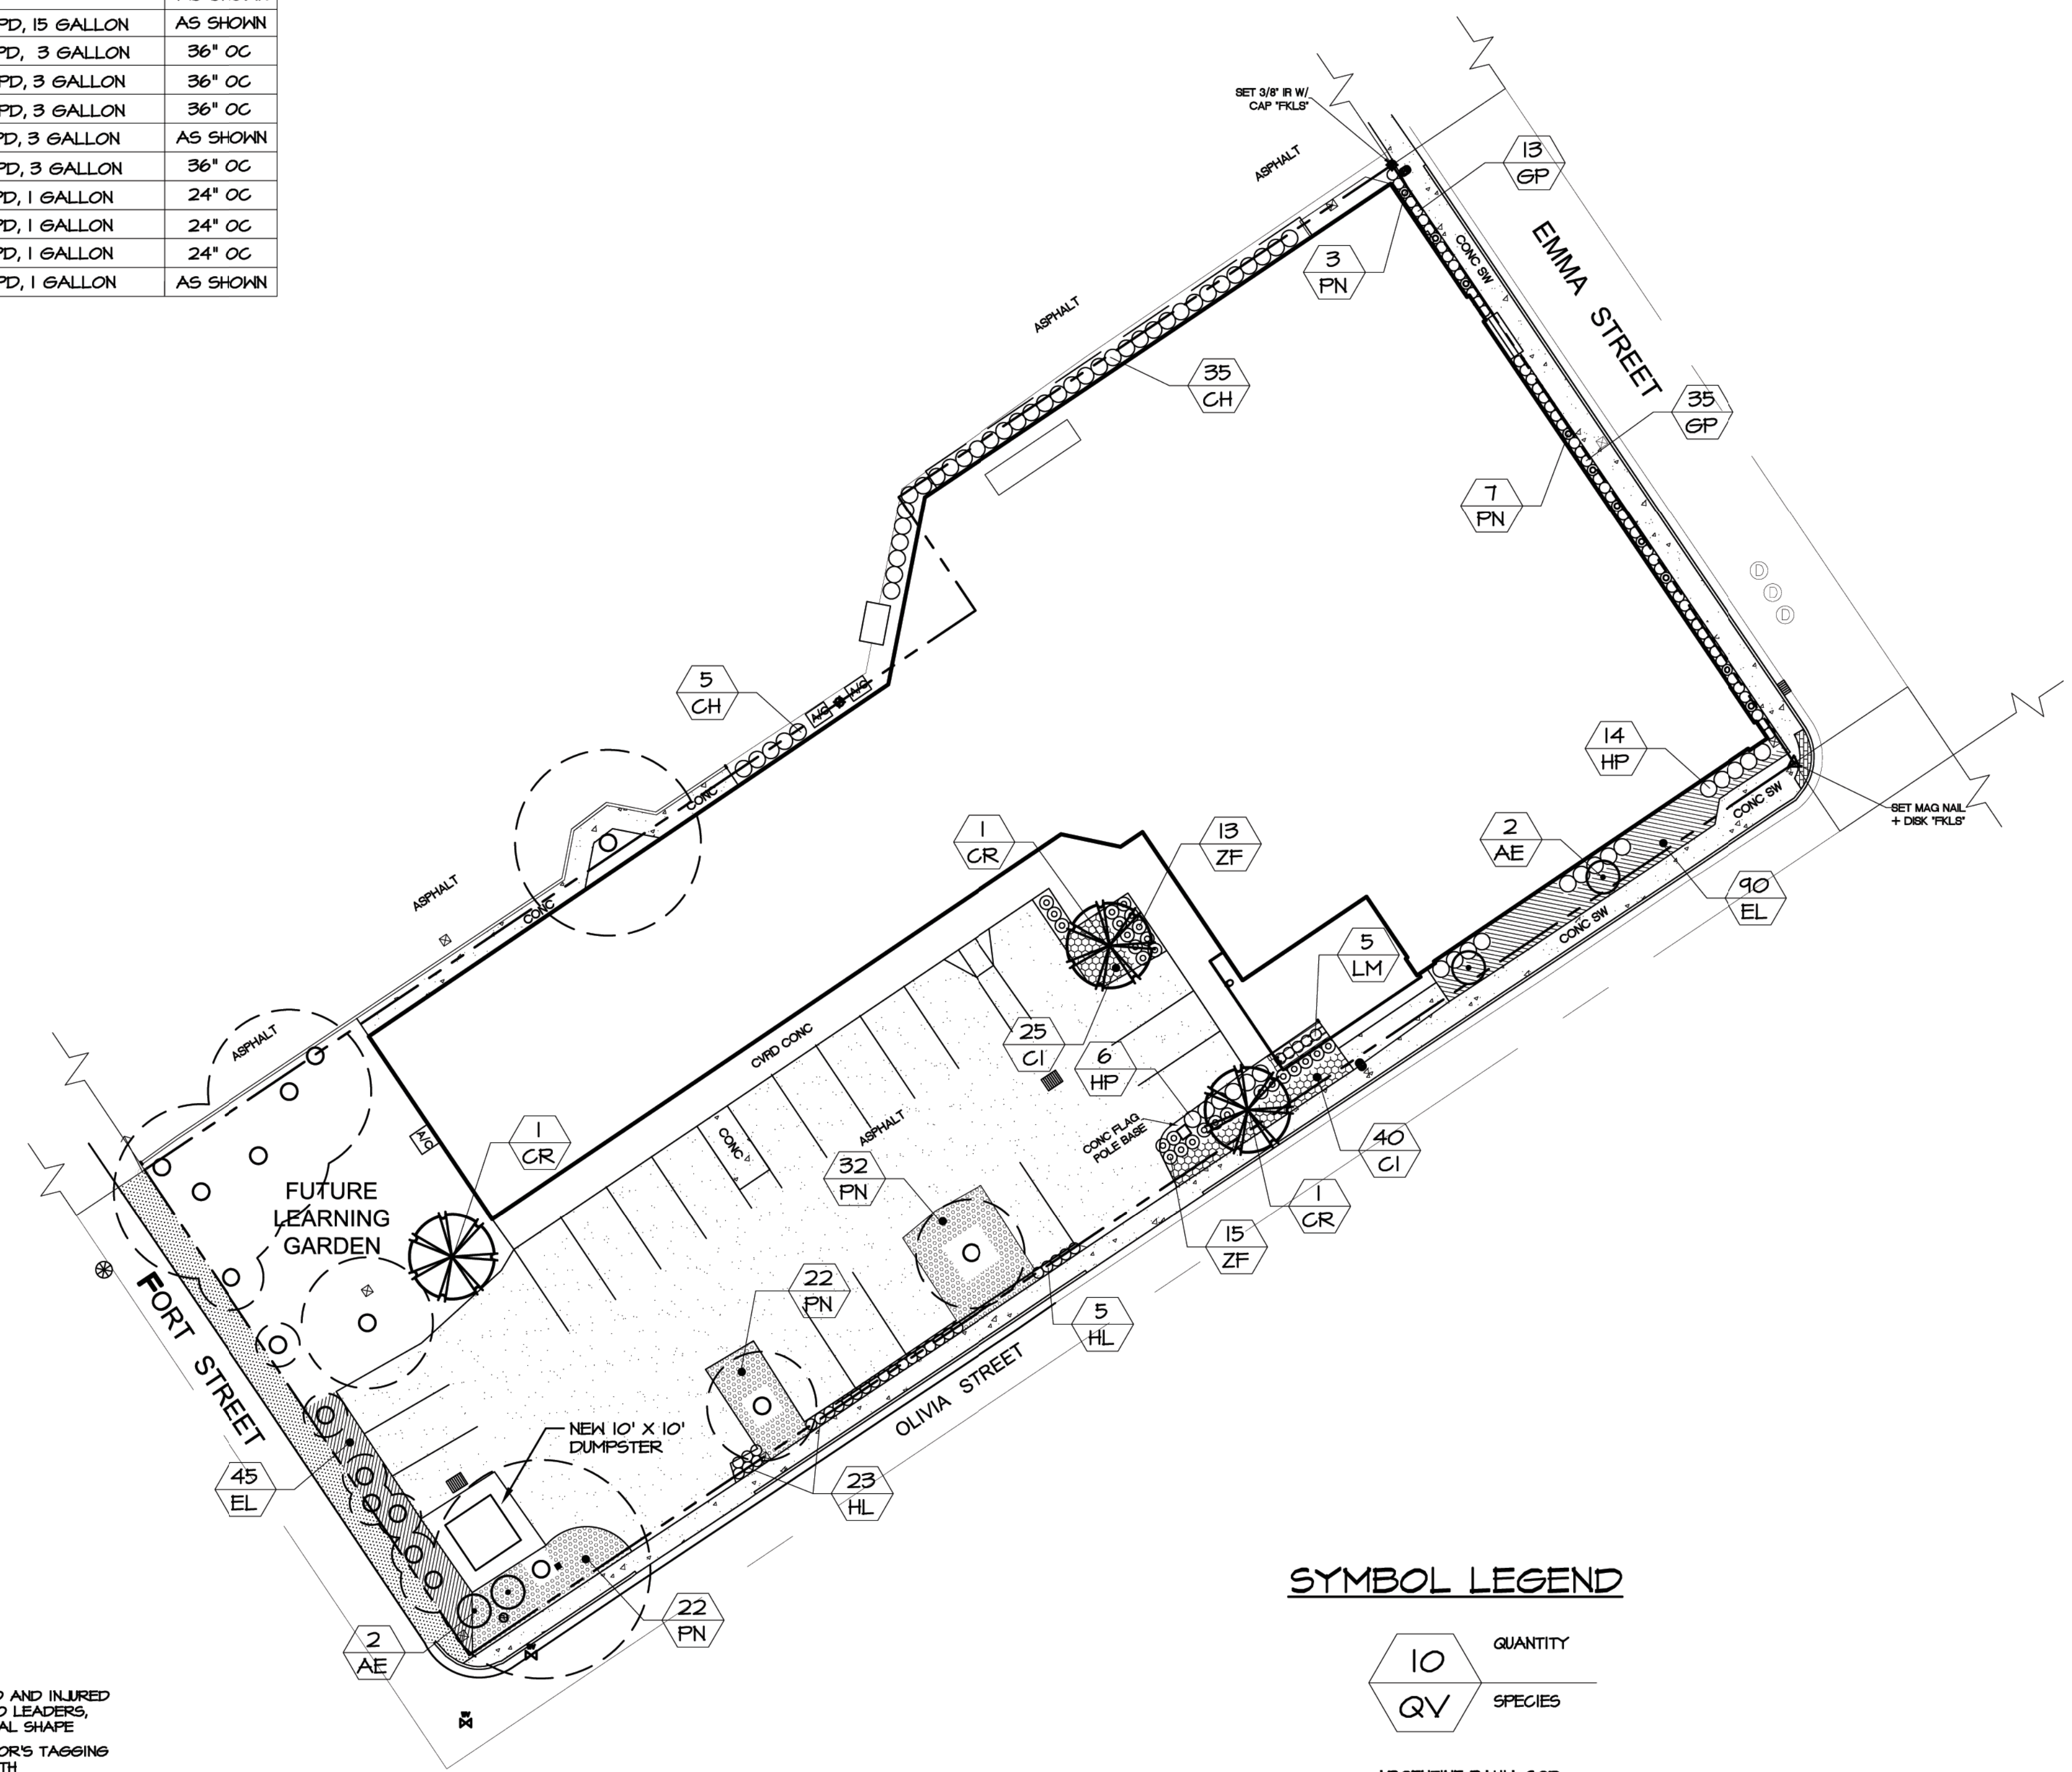 PD, 15 GALLON AS SHOWN
PD, 3 GALLON 36" OC
PD, 3 GALLON 36" OC
PD, 3 GALLON 36" OC
PD, 3 GALLON AS SHOWN
PD, 3 GALLON 36" OC
PD, 1 GALLON 24" OC
PD, 1 GALLON 24" OC
PD, 1 GALLON 24" OC
PD, 1 GALLON AS SHOWN
SET 3/8" IR W/
CAP "FKLS"
ASPHALT
13
GP
CONC SW
EMMA STREET
3
PN
ASPHALT
35
CH
35
GP
7
PN
D
D
D
5
CH
A/C
A/C
CONC
14
HP
CONC SW
SET MAG NAIL
+ DISK "FKLS"
1
CR
13
ZF
2
AE
90
EL
CONC SW
ASPHALT
CONC
5
LM
25
CI
6
HP
CVRD CONC
ASPHALT
CONC FLAG
POLE BASE
40
CI
1
CR
15
ZF
ASPHALT
A/C
1
CR
CONC
32
PN
FUTURE
LEARNING
GARDEN
22
PN
5
HL
FORT STREET
OLIVIA STREET
NEW 10' X 10'
DUMPSTER
45
EL
23
HL
22
PN
2
AE
SYMBOL LEGEND
10
QV
QUANTITY
SPECIES
D AND INJURED
D LEADERS,
AL SHAPE
OR'S TAGGING
TH